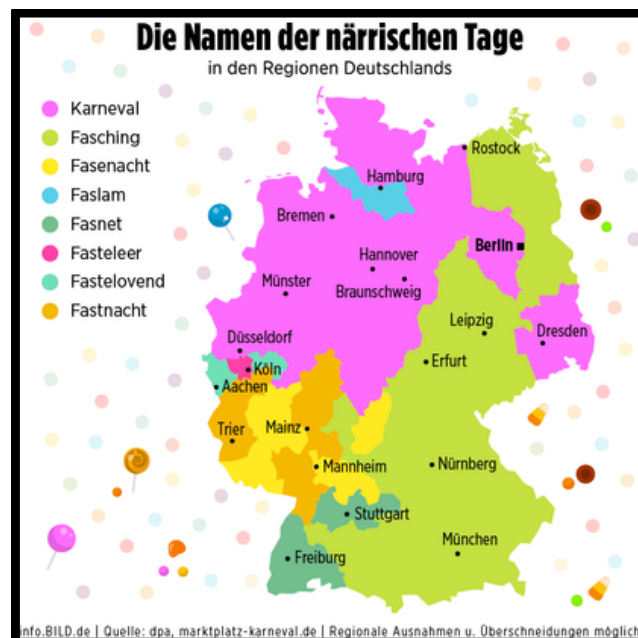 Die Namen der närrischen Tage
in den Regionen Deutschlands
Karneval
Fasching
Fasenacht
Faslam
Fasnet
Fasteleer
Fastelovend
Fastnacht
Rostock
Hamburg
Bremen
Berlin
Hannover
Münster
Braunschweig
Leipzig
Düsseldorf
Dresden
Köln
Erfurt
Aachen
Trier
Mainz
Mannheim
Nürnberg
Stuttgart
München
Freiburg
info.BILD.de | Quelle: dpa, marktplatz-karneval.de | Regionale Ausnahmen u. Überschneidungen möglich